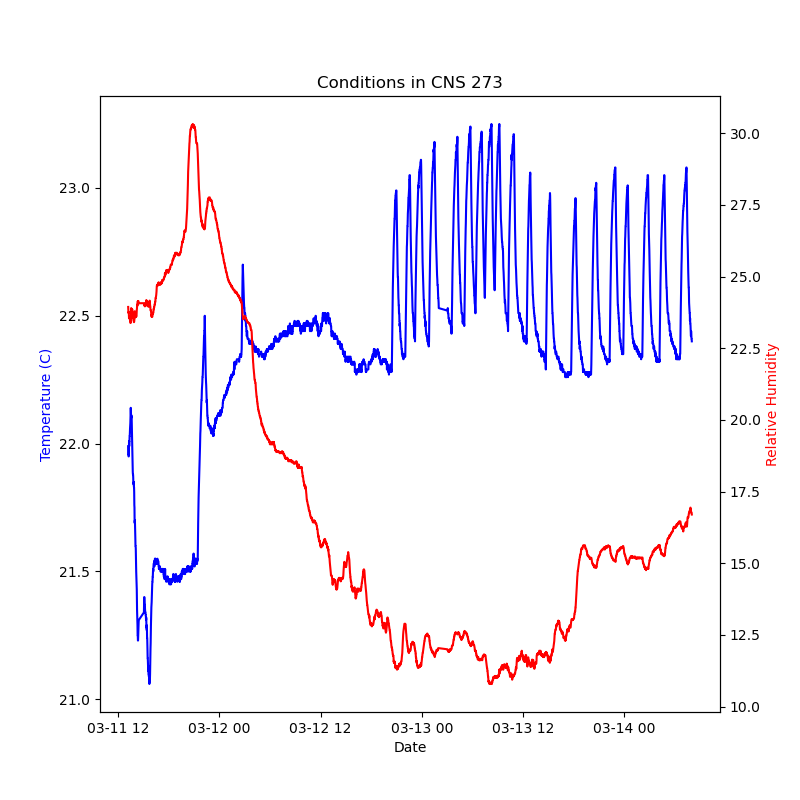 Conditions in CNS 273
23.0
22.5
22.0
21.5
21.0
Temperature (C)
30.0
27.5
25.0
22.5
20.0
17.5
15.0
12.5
10.0
Relative Humidity
03-11 12 03-12 00 03-12 12 03-13 00 03-13 12 03-14 00
Date